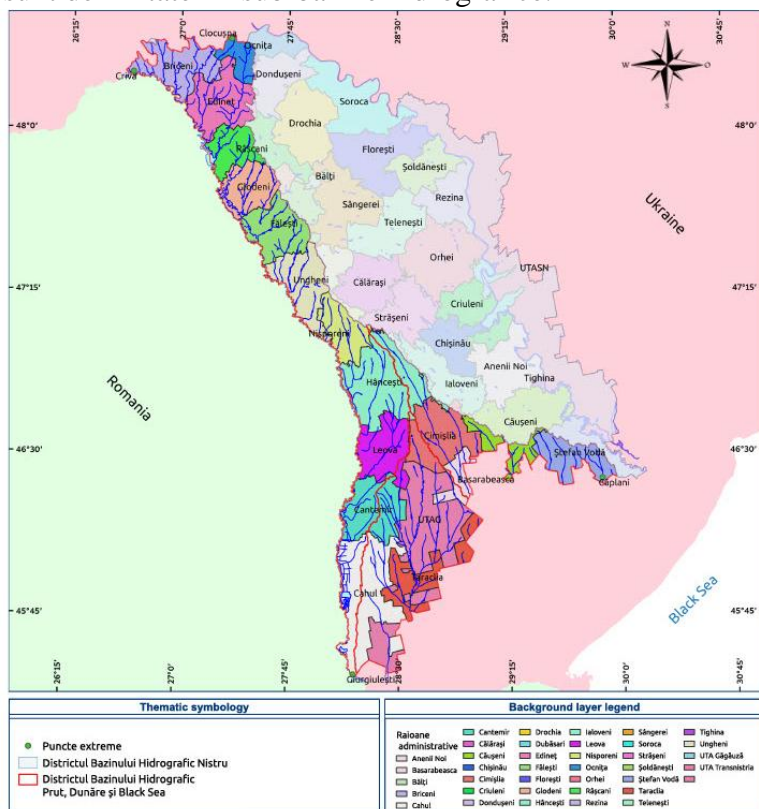 26°15'
27°0'
27°45'
28°30'
29°15'
30°0'
30°45'
Clocușna
Ocnița
Criva
Briceni
Dondușeni
Edineț
Soroca
N
W
O
S
48°0'
48°0'
Drochia
Rășcani
Florești
Șoldănești
Bălți
Glodeni
Sângerei
Rezina
Telenești
Fălești
Ukraine
Orhei
Ungheni
UTASN
47°15'
47°15'
Călărași
Criuleni
Strășeni
Nisporeni
Chișinău
Anenii Noi
Romania
Hâncești
Ialoveni
Tighina
Căușeni
Cimișlia
46°30'
46°30'
Leova
Ștefan Vodă
Basarabeasca
Caplani
Cantemir
UTAG
Taraclia
Cahul
Black Sea
45°45'
45°45'
Giurgiulești
26°15'
27°0'
27°45'
28°30'
29°15'
30°0'
30°45'
Thematic symbology
Puncte extreme
Districtul Bazinului Hidrografic Nistru
Districtul Bazinului Hidrografic
Prut, Dunăre și Black Sea
Background layer legend
Raioane
administrative
Anenii Noi
Basarabeasca
Bălți
Briceni
Cahul
Cantemir
Călărași
Căușeni
Chișinău
Cimișlia
Criuleni
Dondușeni
Drochia
Dubăsari
Edineț
Fălești
Florești
Glodeni
Hâncești
Ialoveni
Leova
Nisporeni
Ocnița
Orhei
Râșcani
Rezina
Sângerei
Soroca
Strășeni
Șoldănești
Ștefan Vodă
Taraclia
Telenești
Tighina
Ungheni
UTA Găgăuză
UTA Transnistria